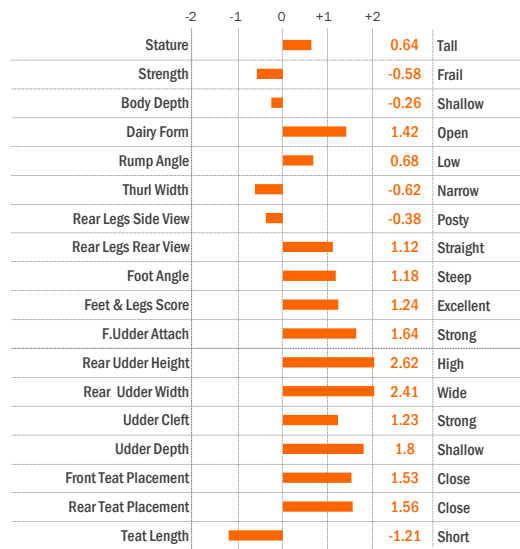 -2 -1 0 +1 +2
Stature 0.64 Tall
Strength -0.58 Frail
Body Depth -0.26 Shallow
Dairy Form 1.42 Open
Rump Angle 0.68 Low
Thurl Width -0.62 Narrow
Rear Legs Side View -0.38 Posty
Rear Legs Rear View 1.12 Straight
Foot Angle 1.18 Steep
Feet & Legs Score 1.24 Excellent
F.Udder Attach 1.64 Strong
Rear Udder Height 2.62 High
Rear Udder Width 2.41 Wide
Udder Cleft 1.23 Strong
Udder Depth 1.8 Shallow
Front Teat Placement 1.53 Close
Rear Teat Placement 1.56 Close
Teat Length -1.21 Short